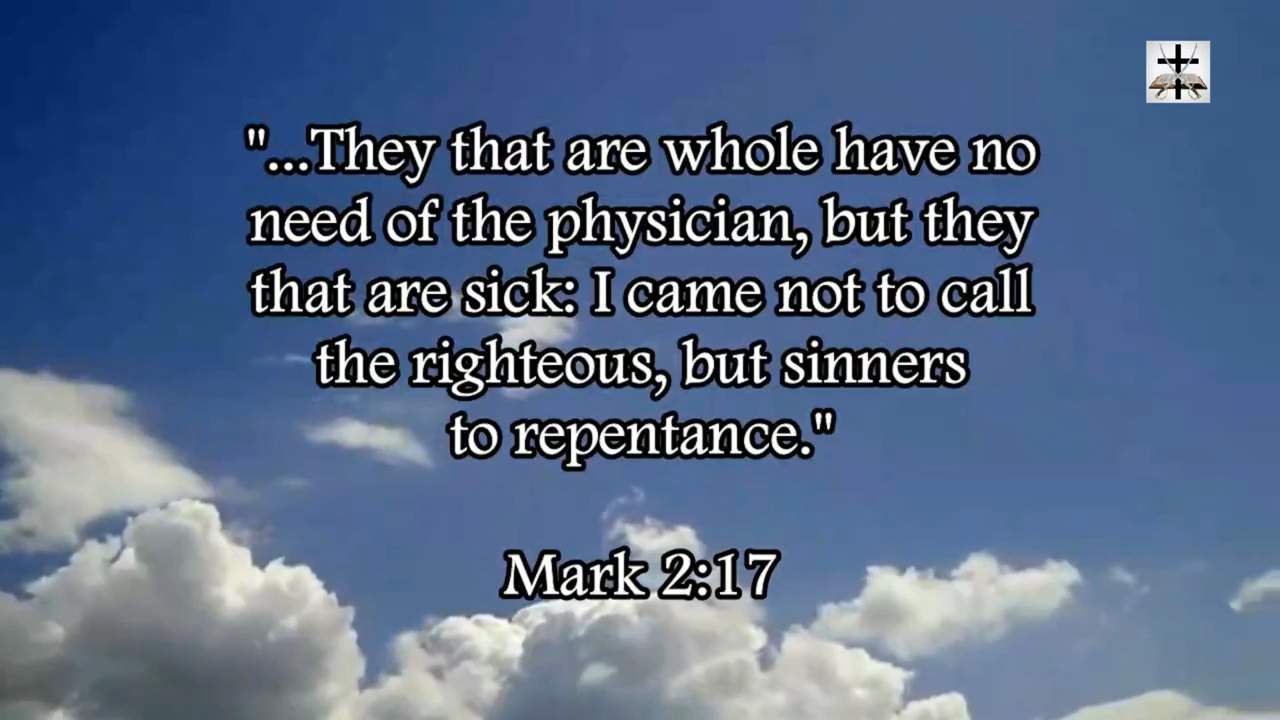 "...They that are whole have no
need of the physician, but they
that are sick: I came not to call
the righteous, but sinners
to repentance."
Mark 2:17